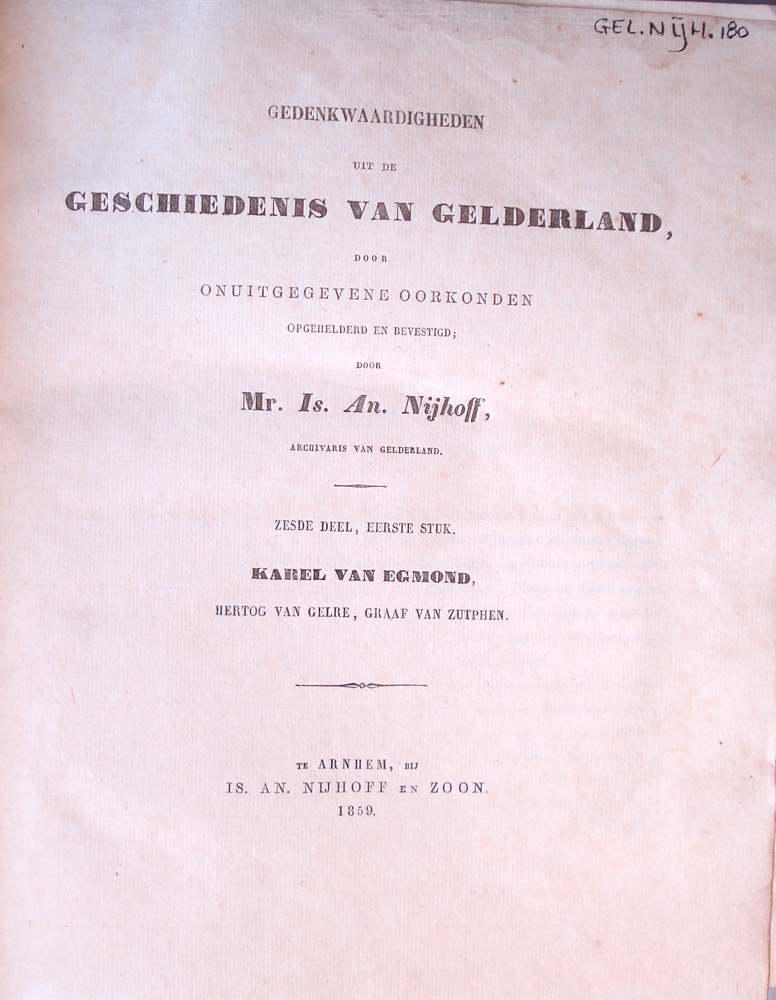 GEL.NIJH.180
GEDENKWAARDIGHEDEN
UIT DE
GESCHIEDENIS VAN GELDERLAND,
DOOR
ONUITGEGEVENE OORKONDEN
OPGEHELDERD EN BEVESTIGD;
DOOR
Mr. Is. An. Nijhoff,
ARCHIVARIS VAN GELDERLAND.
ZESDE DEEL, EERSTE STUK.
KAREL VAN EGMOND,
HERTOG VAN GELRE, GRAAF VAN ZUTPHEN.
TE ARNHEM, BIJ
IS. AN. NIJHOFF EN ZOON.
1859.